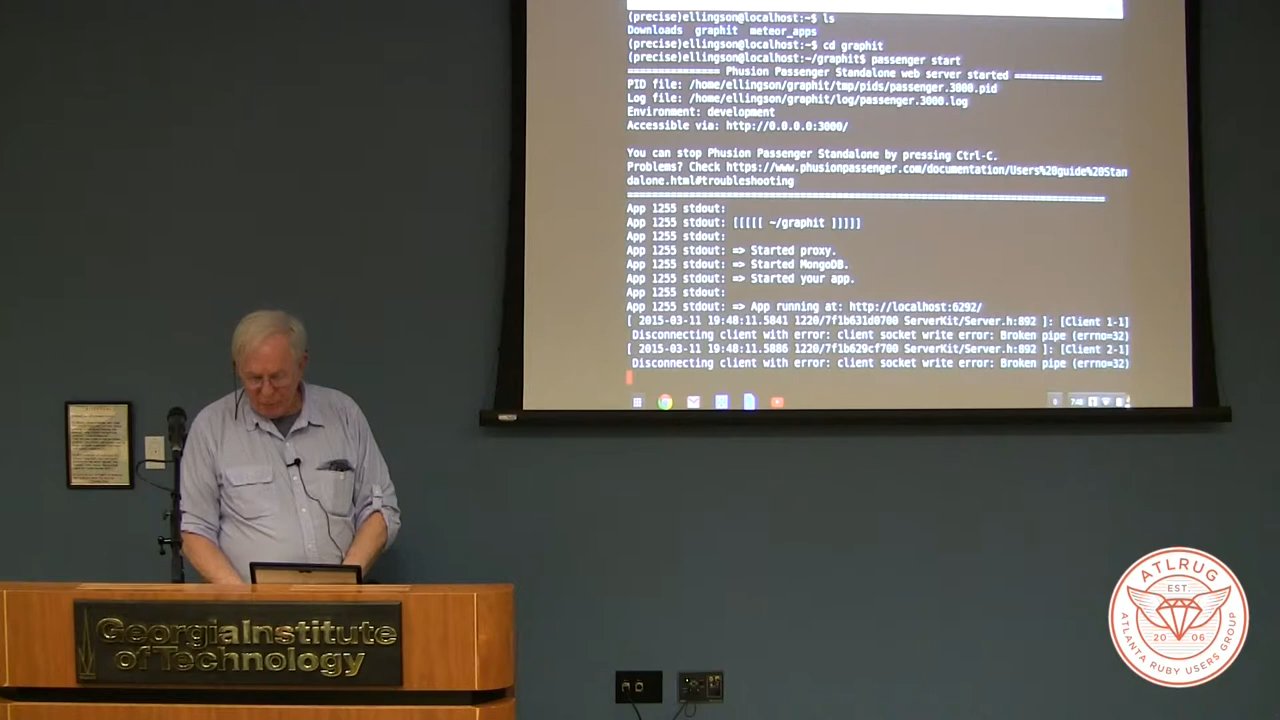 (precise)ellingson@localhost:~$ ls
Downloads graphit meteor_apps
(precise)ellingson@localhost:~$ cd graphit
(precise)ellingson@localhost:~/graphit$ passenger start
=============== Phusion Passenger Standalone web server started ===============
PID file: /home/ellingson/graphit/tmp/pids/passenger.3000.pid
Log file: /home/ellingson/graphit/log/passenger.3000.log
Environment: development
Accessible via: http://0.0.0.0:3000/
You can stop Phusion Passenger Standalone by pressing Ctrl-C.
Problems? Check https://www.phusionpassenger.com/documentation/Users%20guide%20Stan
dalone.html#troubleshooting
===============================================================================
App 1255 stdout:
App 1255 stdout: [[[[[ ~/graphit ]]]]]
App 1255 stdout:
App 1255 stdout: => Started proxy.
App 1255 stdout: => Started MongoDB.
App 1255 stdout: => Started your app.
App 1255 stdout:
App 1255 stdout: => App running at: http://localhost:6292/
[ 2015-03-11 19:48:11.5841 1220/7f1b631d0700 ServerKit/Server.h:892 ]: [Client 1-1]
Disconnecting client with error: client socket write error: Broken pipe (errno=32)
[ 2015-03-11 19:48:11.5886 1220/7f1b629cf700 ServerKit/Server.h:892 ]: [Client 2-1]
Disconnecting client with error: client socket write error: Broken pipe (errno=32)
7:48
Georgia Institute
of Technology
ATLRUG
EST.
20 06
ATLANTA RUBY USERS GROUP